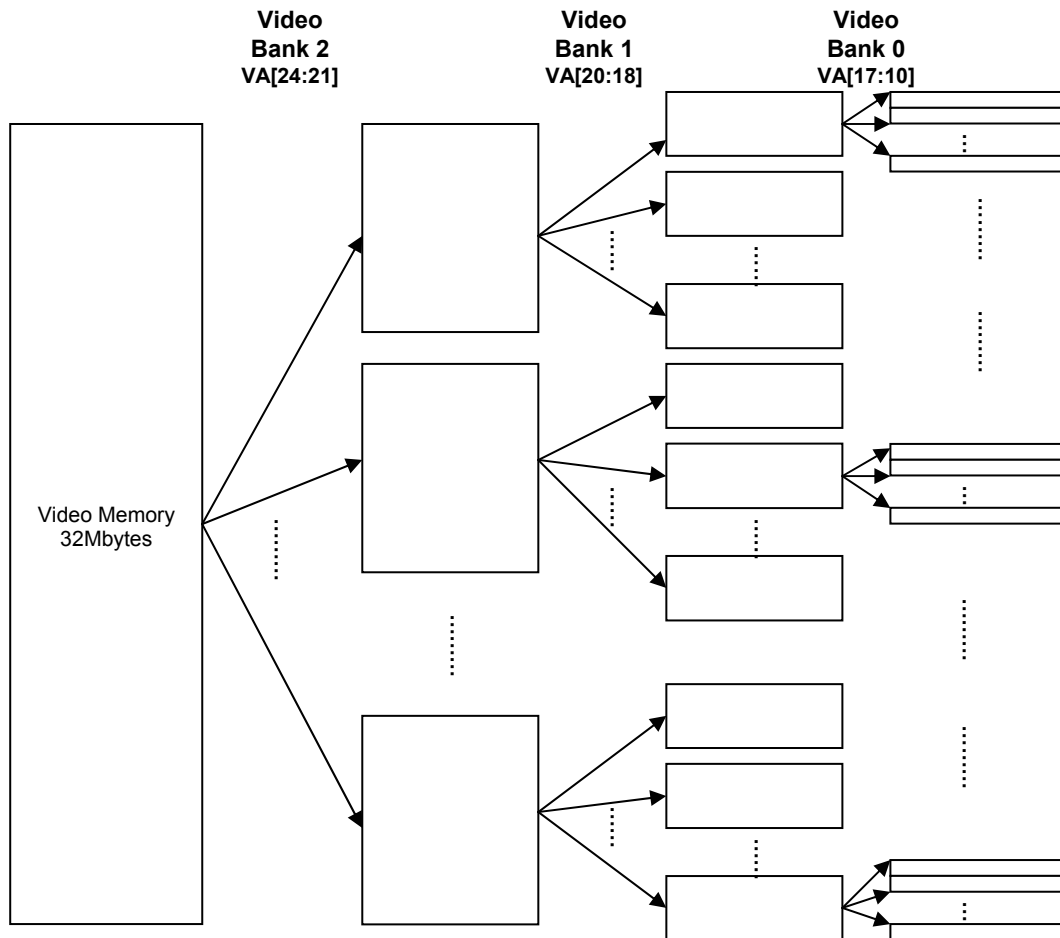 Video
Bank 2
VA[24:21]
Video
Bank 1
VA[20:18]
Video
Bank 0
VA[17:10]
Video Memory
32Mbytes